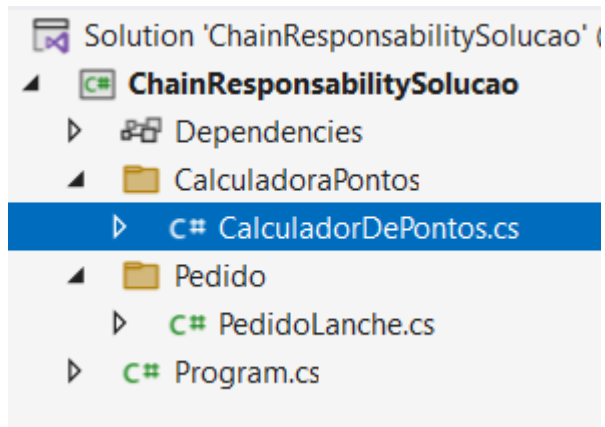 Solution 'ChainResponsabilitySolucao' (
C# ChainResponsabilitySolucao
Dependencies
CalculadoraPontos
C# CalculadorDePontos.cs
Pedido
C# PedidoLanche.cs
C# Program.cs